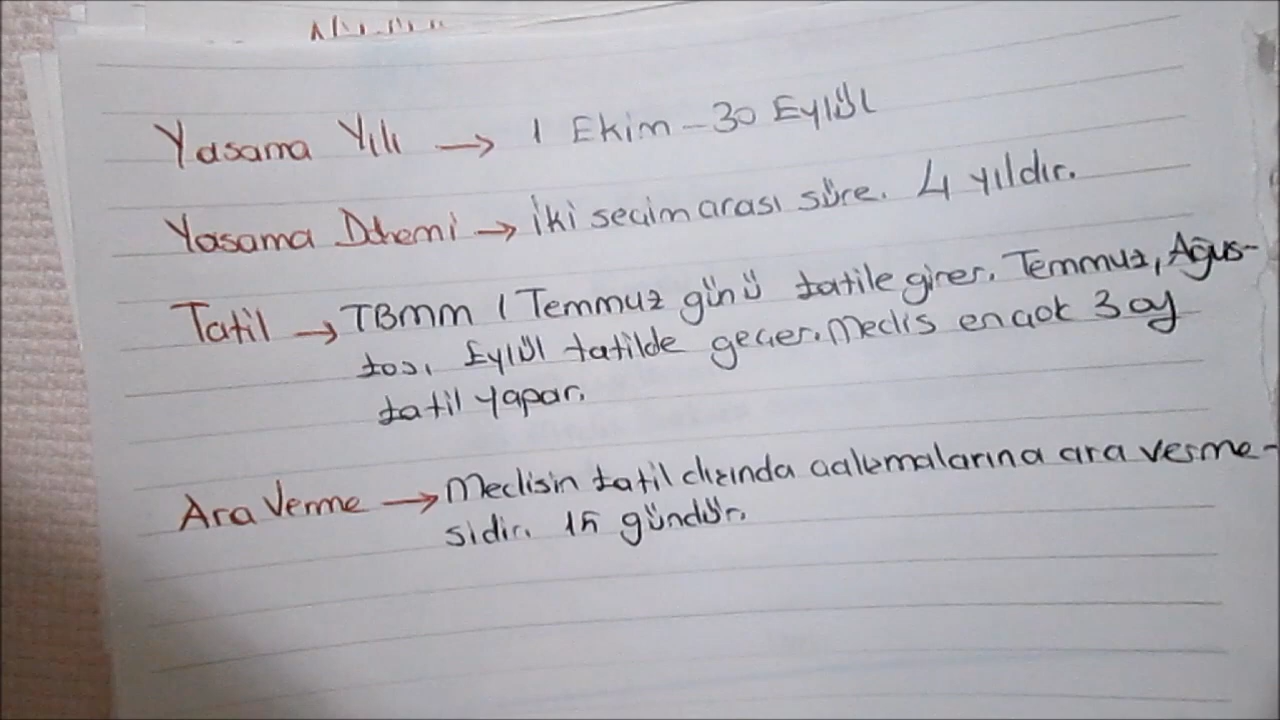 Yasama Yılı → 1 Ekim - 30 Eylül
Yasama Dönemi → İki seçim arası süre. 4 yıldır.
Tatil → TBMM 1 Temmuz günü tatile girer. Temmuz, Ağus-
tos, Eylül tatilde geçer. Meclis en çok 3 ay
tatil yapar.
Ara Verme → Meclisin tatil dışında çalışmalarına ara verme-
sidir. 15 gündür.